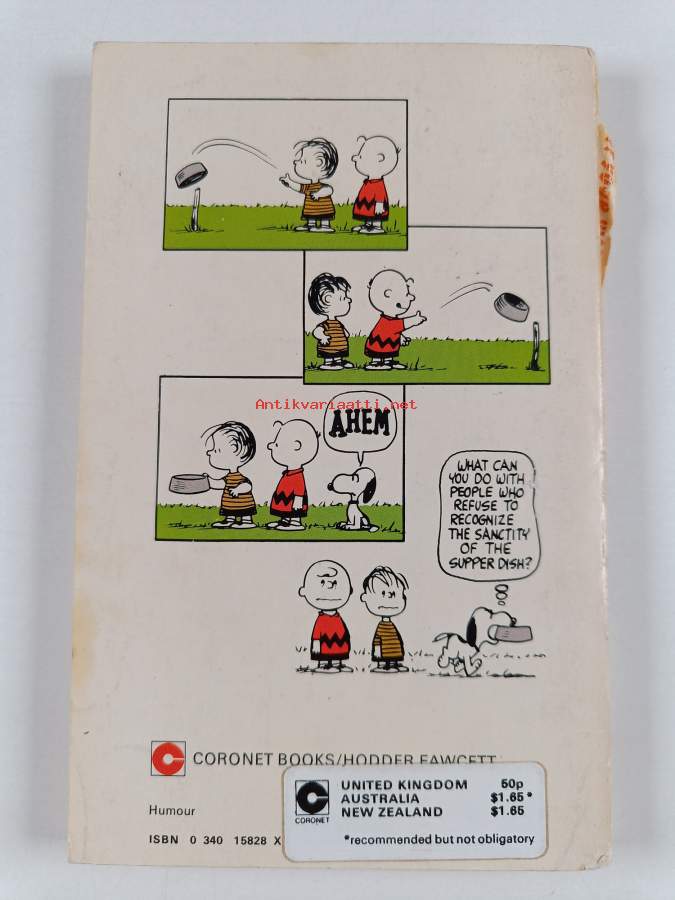 Antikvariaatti.net
AHEM
WHAT CAN
YOU DO WITH
PEOPLE WHO
REFUSE TO
RECOGNIZE
THE SANCTITY
OF THE
SUPPER DISH?
CORONET BOOKS/HODDER FAWCETT
Humour
ISBN 0 340 15828 X
CORONET
UNITED KINGDOM 50p
AUSTRALIA $1.65*
NEW ZEALAND $1.65
*recommended but not obligatory